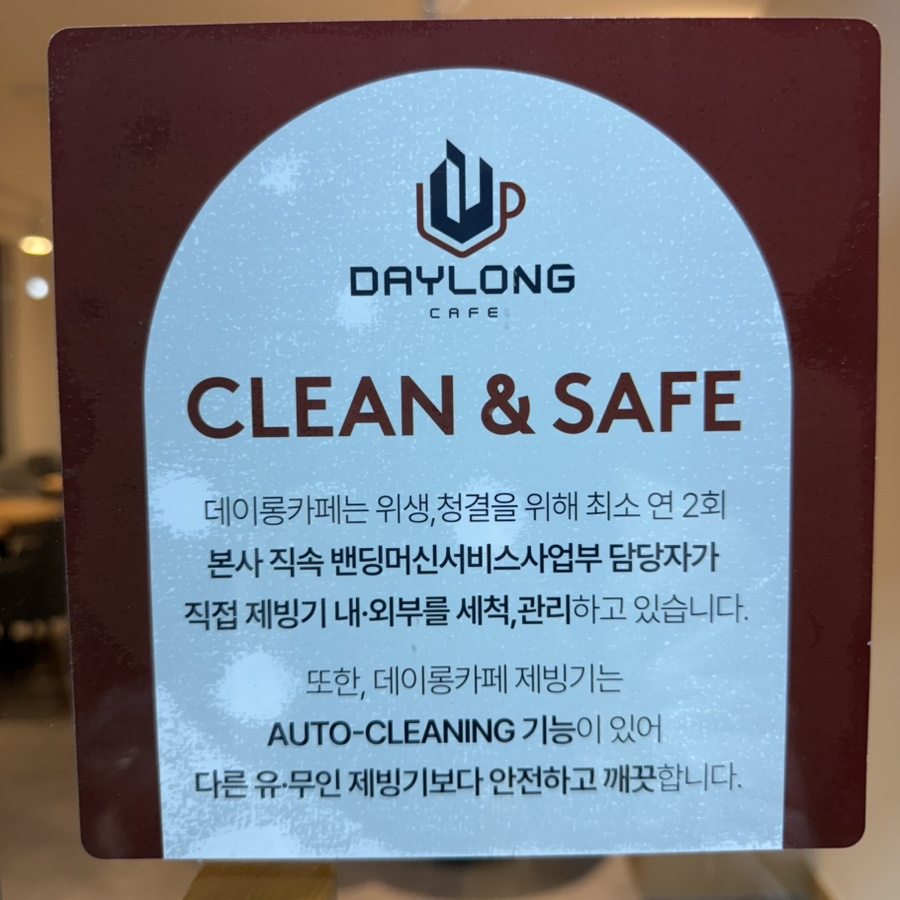 DAYLONG
CAFE
CLEAN & SAFE
데이롱카페는 위생,청결을 위해 최소 연 2회
본사 직속 밴딩머신서비스사업부 담당자가
직접 제빙기 내·외부를 세척,관리하고 있습니다.
또한, 데이롱카페 제빙기는
AUTO-CLEANING 기능이 있어
다른 유·무인 제빙기보다 안전하고 깨끗합니다.